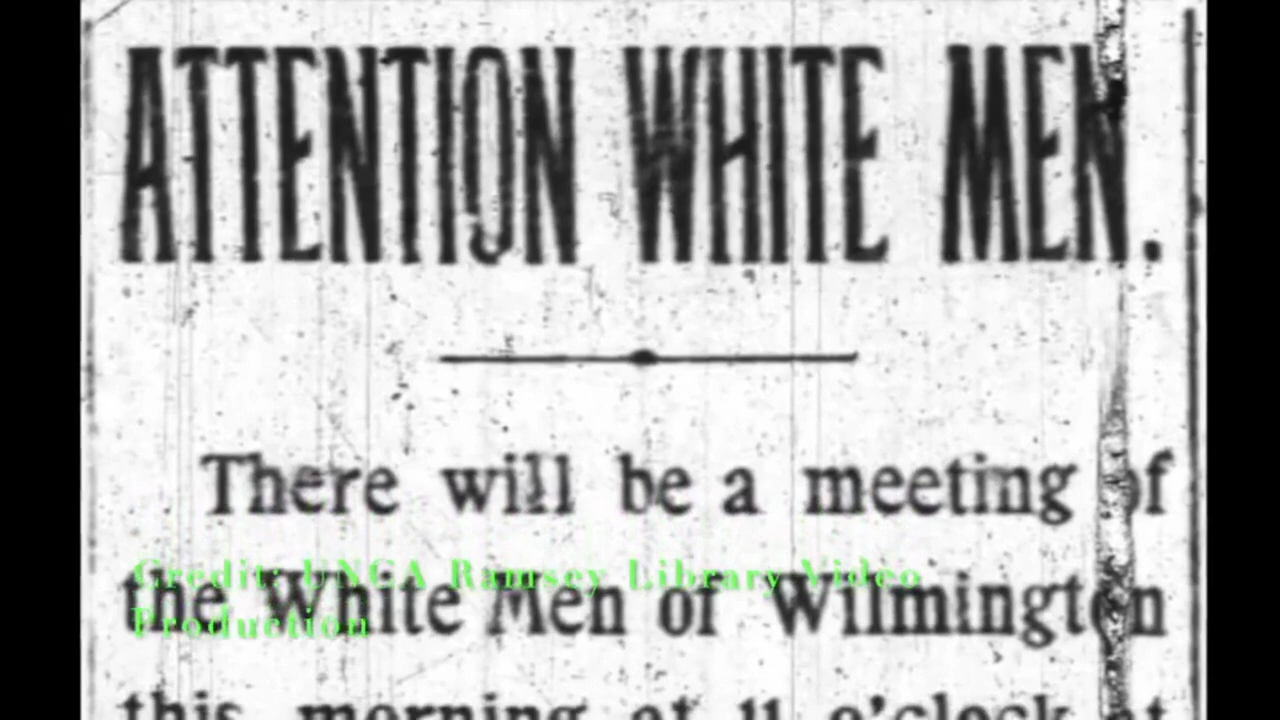 ATTENTION WHITE MEN.
There will be a meeting of
Credit: UNCA Ramsey Library Video
the White Men of Wilmington
Production
this morning at 11 o'clock at